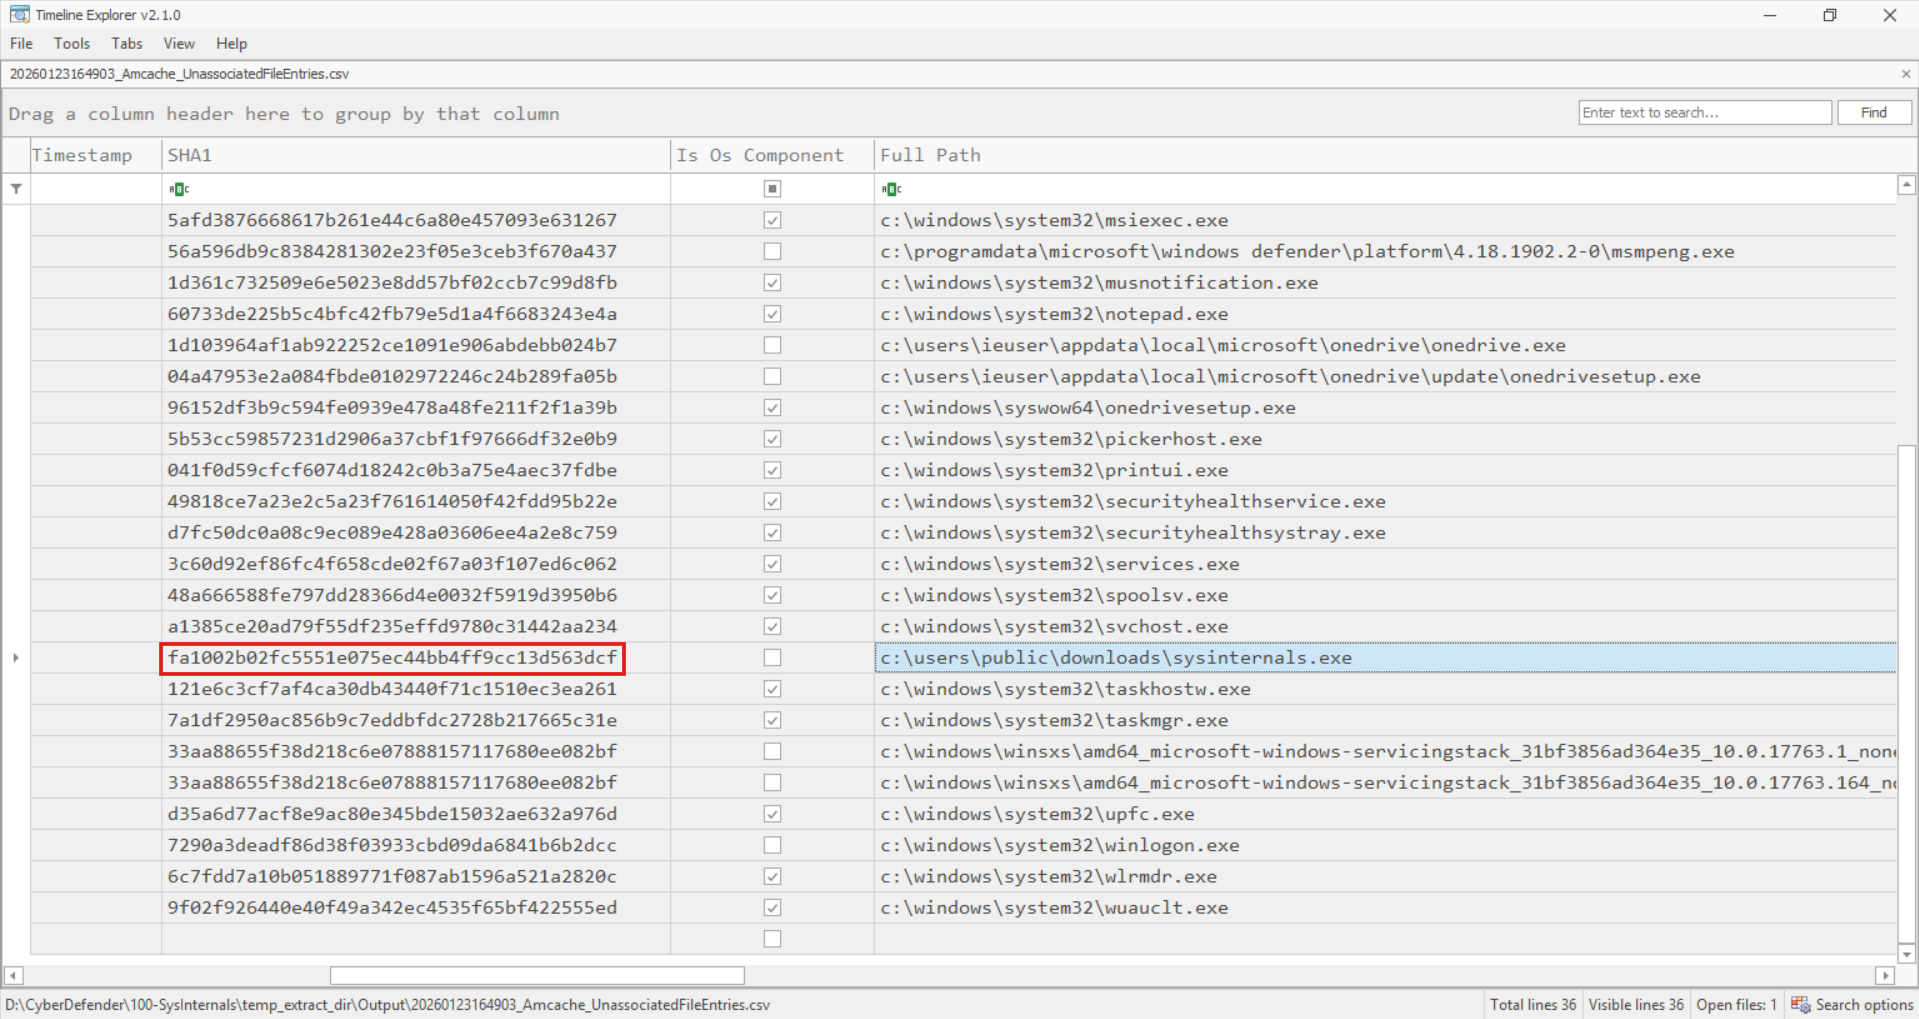 Timeline Explorer v2.1.0
File Tools Tabs View Help
20260123164903_Amcache_UnassociatedFileEntries.csv
Drag a column header here to group by that column
Enter text to search... Find
Timestamp SHA1 Is Os Component Full Path
5afd3876668617b261e44c6a80e457093e631267 c:\windows\system32\msiexec.exe
56a596db9c8384281302e23f05e3ceb3f670a437 c:\programdata\microsoft\windows defender\platform\4.18.1902.2-0\msmpeng.exe
1d361c732509e6e5023e8dd57bf02ccb7c99d8fb c:\windows\system32\musnotification.exe
60733de225b5c4bfc42fb79e5d1a4f6683243e4a c:\windows\system32\notepad.exe
1d103964af1ab922252ce1091e906abdebb024b7 c:\users\ieuser\appdata\local\microsoft\onedrive\onedrive.exe
04a47953e2a084fbde0102972246c24b289fa05b c:\users\ieuser\appdata\local\microsoft\onedrive\update\onedrivesetup.exe
96152df3b9c594fe0939e478a48fe211f2f1a39b c:\windows\syswow64\onedrivesetup.exe
5b53cc59857231d2906a37cbf1f97666df32e0b9 c:\windows\system32\pickerhost.exe
041f0d59cfcf6074d18242c0b3a75e4aec37fdbe c:\windows\system32\printui.exe
49818ce7a23e2c5a23f761614050f42fdd95b22e c:\windows\system32\securityhealthservice.exe
d7fc50dc0a08c9ec089e428a03606ee4a2e8c759 c:\windows\system32\securityhealthsystray.exe
3c60d92ef86fc4f658cde02f67a03f107ed6c062 c:\windows\system32\services.exe
48a666588fe797dd28366d4e0032f5919d3950b6 c:\windows\system32\spoolsv.exe
a1385ce20ad79f55df235effd9780c31442aa234 c:\windows\system32\svchost.exe
fa1002b02fc5551e075ec44bb4ff9cc13d563dcf c:\users\public\downloads\sysinternals.exe
121e6c3cf7af4ca30db43440f71c1510ec3ea261 c:\windows\system32\taskhostw.exe
7a1df2950ac856b9c7eddbfdc2728b217665c31e c:\windows\system32\taskmgr.exe
33aa88655f38d218c6e07888157117680ee082bf c:\windows\winsxs\amd64_microsoft-windows-servicingstack_31bf3856ad364e35_10.0.17763.1_none
33aa88655f38d218c6e07888157117680ee082bf c:\windows\winsxs\amd64_microsoft-windows-servicingstack_31bf3856ad364e35_10.0.17763.164_n
d35a6d77acf8e9ac80e345bde15032ae632a976d c:\windows\system32\upfc.exe
7290a3deadf86d38f03933cbd09da6841b6b2dcc c:\windows\system32\winlogon.exe
6c7fdd7a10b051889771f087ab1596a521a2820c c:\windows\system32\wlrmdr.exe
9f02f926440e40f49a342ec4535f65bf422555ed c:\windows\system32\wuauclt.exe
D:\CyberDefender\100-SysInternals\temp_extract_dir\Output\20260123164903_Amcache_UnassociatedFileEntries.csv Total lines 36 Visible lines 36 Open files: 1 Search options